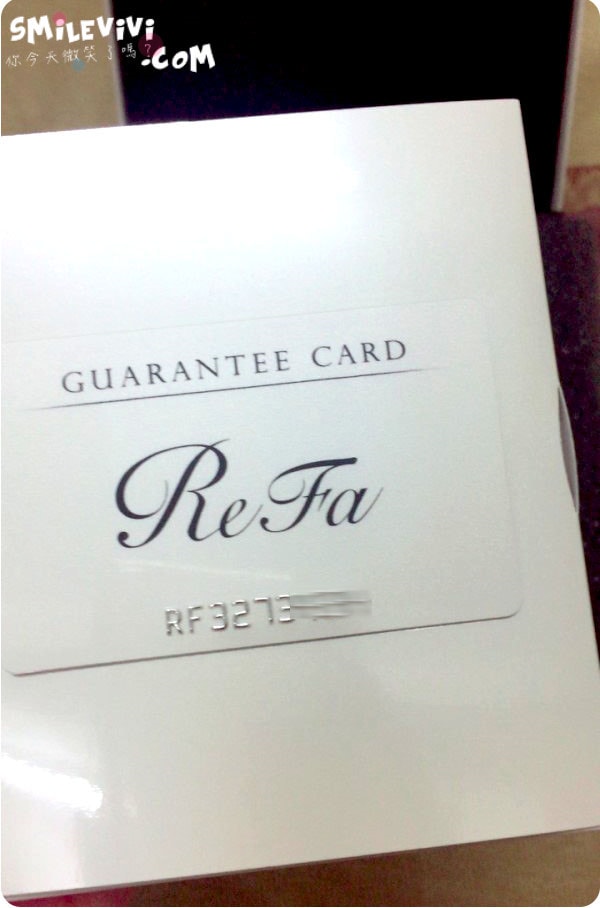 SMiLEViVi
你今天微笑了嗎?
.COM
GUARANTEE CARD
ReFa
RF3273